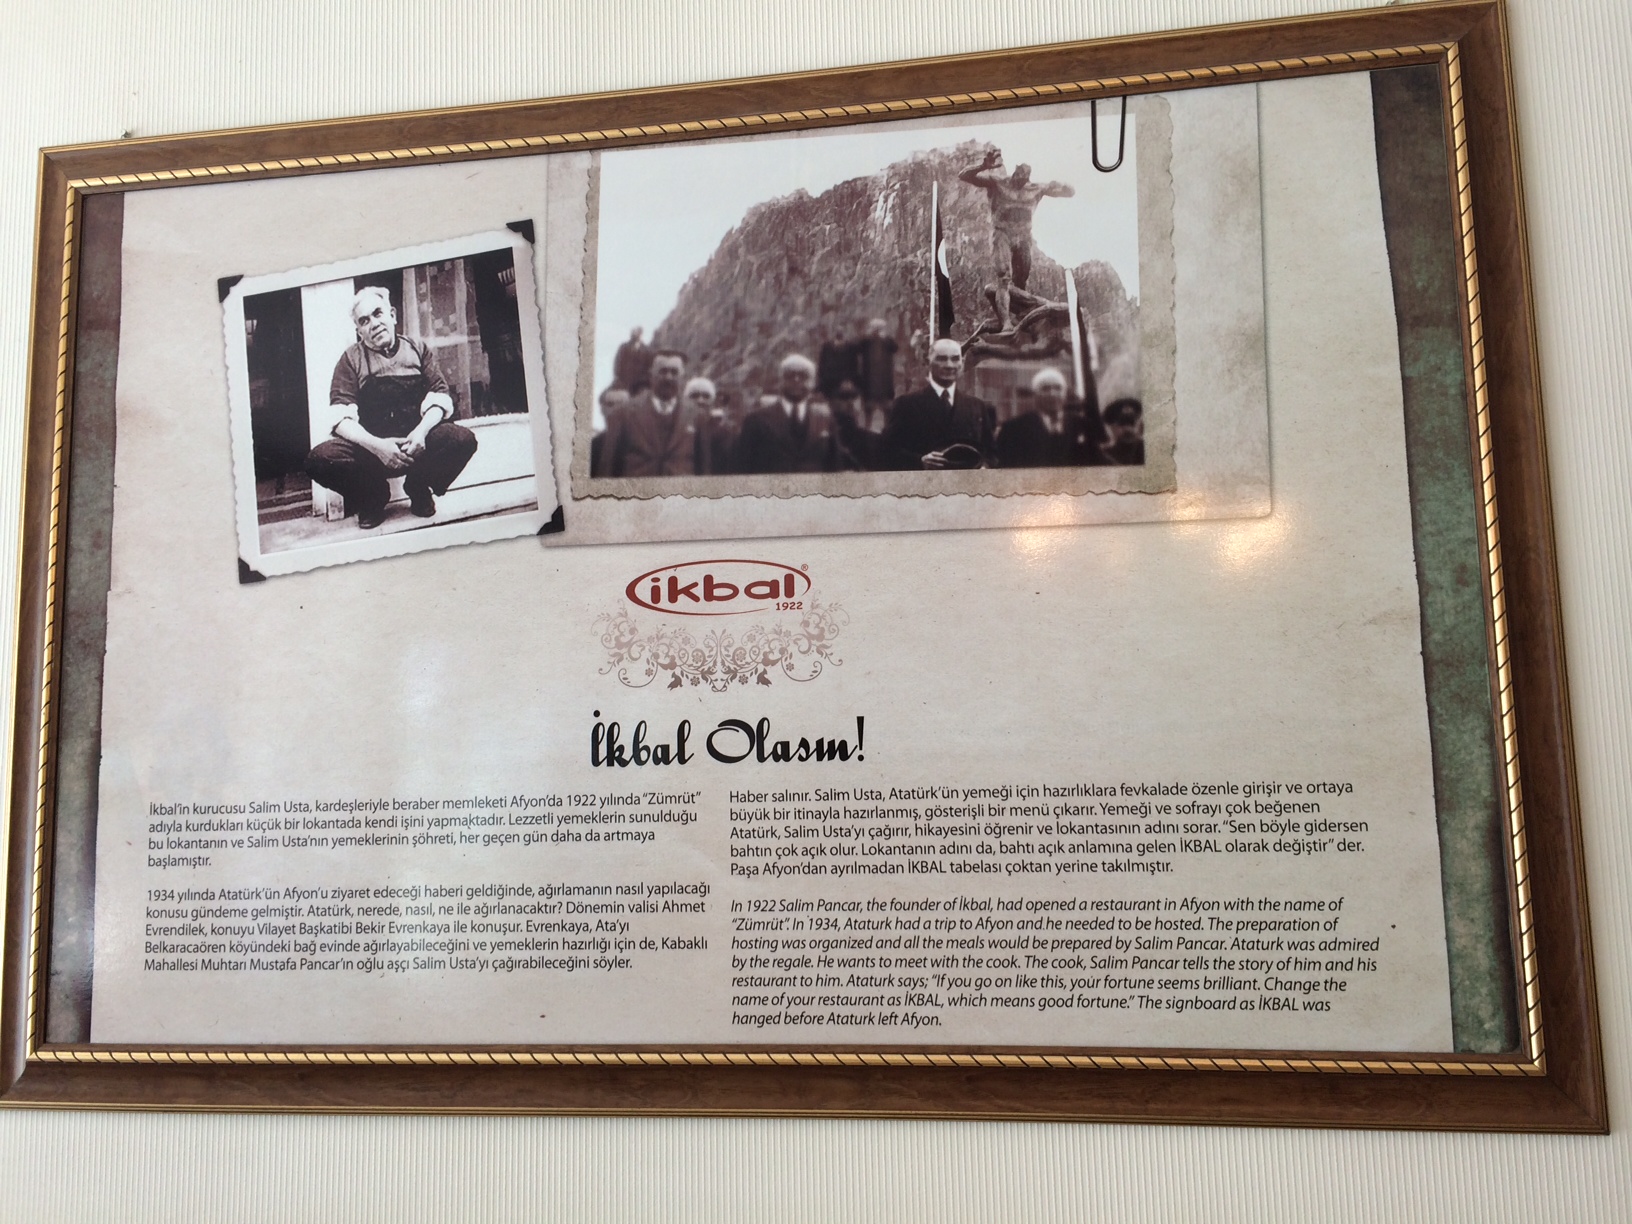 ikbal®
1922
İkbal Olasın!
İkbal'in kurucusu Salim Usta, kardeşleriyle beraber memleketi Afyon'da 1922 yılında "Zümrüt"
adıyla kurdukları küçük bir lokantada kendi işini yapmaktadır. Lezzetli yemeklerin sunulduğu
bu lokantanın ve Salim Usta'nın yemeklerinin şöhreti, her geçen gün daha da artmaya
başlamıştır.
1934 yılında Atatürk'ün Afyon'u ziyaret edeceği haberi geldiğinde, ağırlamanın nasıl yapılacağı
konusu gündeme gelmiştir. Atatürk, nerede, nasıl, ne ile ağırlanacaktır? Dönemin valisi Ahmet
Evrendilek, konuyu Vilayet Başkatibi Bekir Evrenkaya ile konuşur. Evrenkaya, Ata'yı
Belkaracaören köyündeki bağ evinde ağırlayabileceğini ve yemeklerin hazırlığı için de, Kabaklı
Mahallesi Muhtarı Mustafa Pancar'ın oğlu aşçı Salim Usta'yı çağırabileceğini söyler.
Haber salınır. Salim Usta, Atatürk'ün yemeği için hazırlıklara fevkalade özenle girişir ve ortaya
büyük bir itinayla hazırlanmış, gösterişli bir menü çıkarır. Yemeği ve sofrayı çok beğenen
Atatürk, Salim Usta'yı çağırır, hikayesini öğrenir ve lokantasının adını sorar. "Sen böyle gidersen
bahtın çok açık olur. Lokantanın adını da, bahtı açık anlamına gelen İKBAL olarak değiştir" der.
Paşa Afyon'dan ayrılmadan İKBAL tabelası çoktan yerine takılmıştır.
In 1922 Salim Pancar, the founder of İkbal, had opened a restaurant in Afyon with the name of
"Zümrüt". In 1934, Ataturk had a trip to Afyon and he needed to be hosted. The preparation of
hosting was organized and all the meals would be prepared by Salim Pancar. Ataturk was admired
by the regale. He wants to meet with the cook. The cook, Salim Pancar tells the story of him and his
restaurant to him. Ataturk says; "If you go on like this, your fortune seems brilliant. Change the
name of your restaurant as İKBAL, which means good fortune." The signboard as İKBAL was
hanged before Ataturk left Afyon.